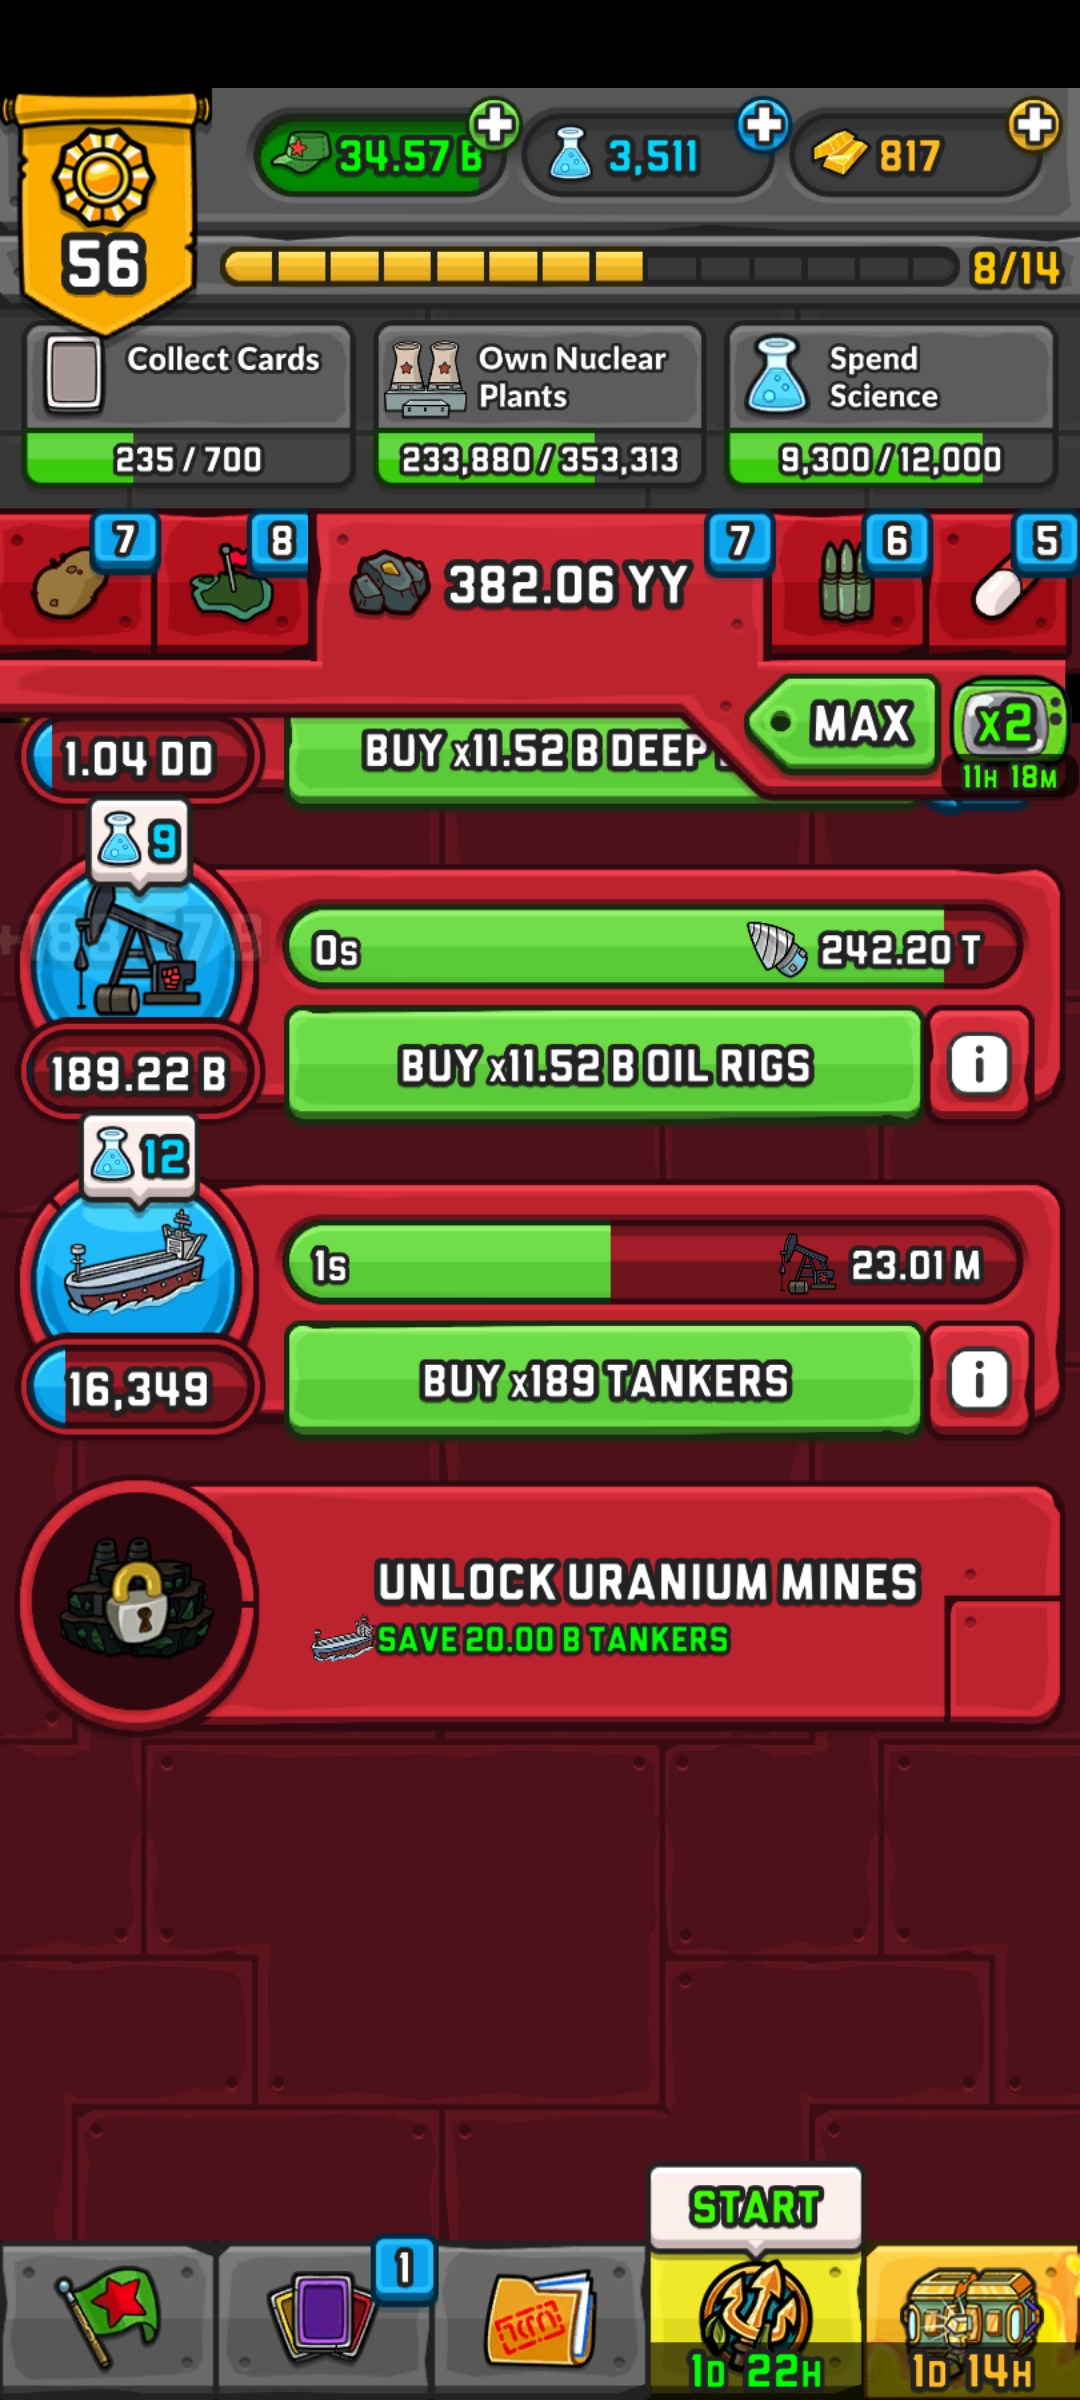 34.57 B
3,511
817
56
8/14
Collect Cards
235 / 700
Own Nuclear
Plants
233,880 / 353,313
Spend
Science
9,300 / 12,000
7
8
382.06 YY
7
6
5
MAX
x2
11H 18M
1.04 DD
BUY x11.52 B DEEP
9
0s
242.20 T
189.22 B
BUY x11.52 B OIL RIGS
i
12
1s
23.01 M
16,349
BUY x189 TANKERS
i
UNLOCK URANIUM MINES
SAVE 20.00 B TANKERS
START
1
1D 22H
1D 14H